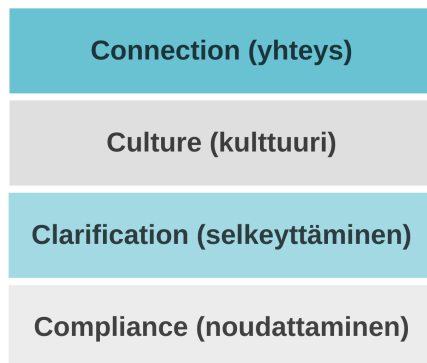 Connection (yhteys)
Culture (kulttuuri)
Clarification (selkeyttäminen)
Compliance (noudattaminen)